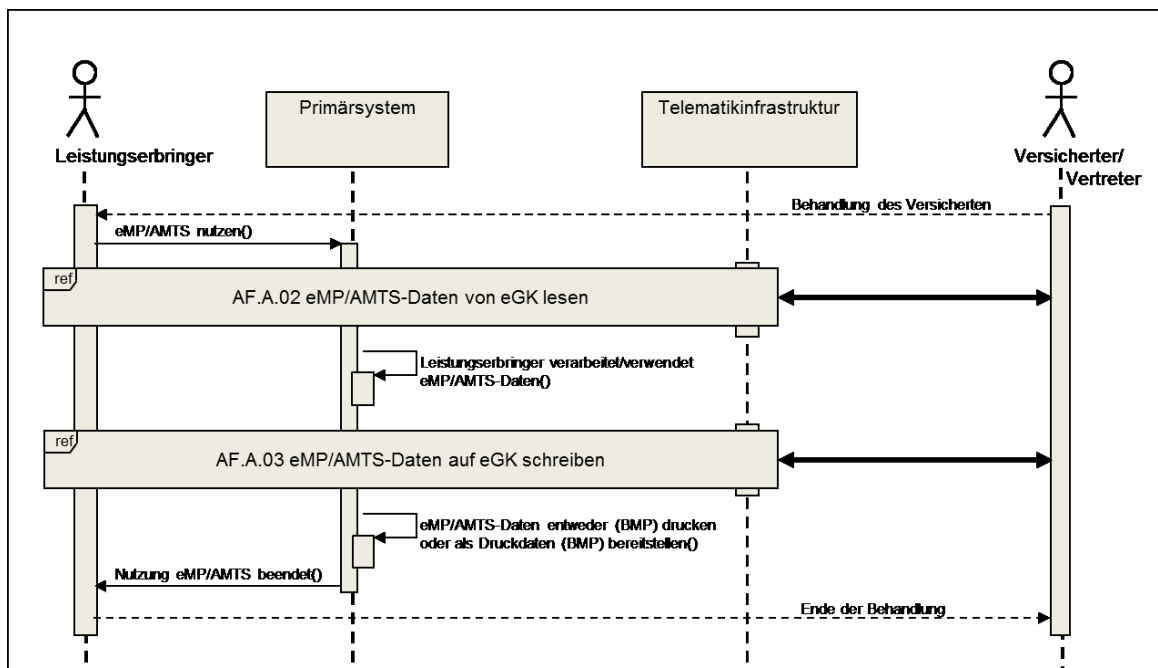 Primärsystem
Telematikinfrastruktur
Leistungserbringer
Versicherter/
Vertreter
Behandlung des Versicherten
eMP/AMTS nutzen()
ref
AF.A.02 eMP/AMTS-Daten von eGK lesen
Leistungserbringer verarbeitet/verwendet
eMP/AMTS-Daten()
ref
AF.A.03 eMP/AMTS-Daten auf eGK schreiben
eMP/AMTS-Daten entweder (BMP) drucken
oder als Druckdaten (BMP) bereitstellen()
Nutzung eMP/AMTS beendet()
Ende der Behandlung